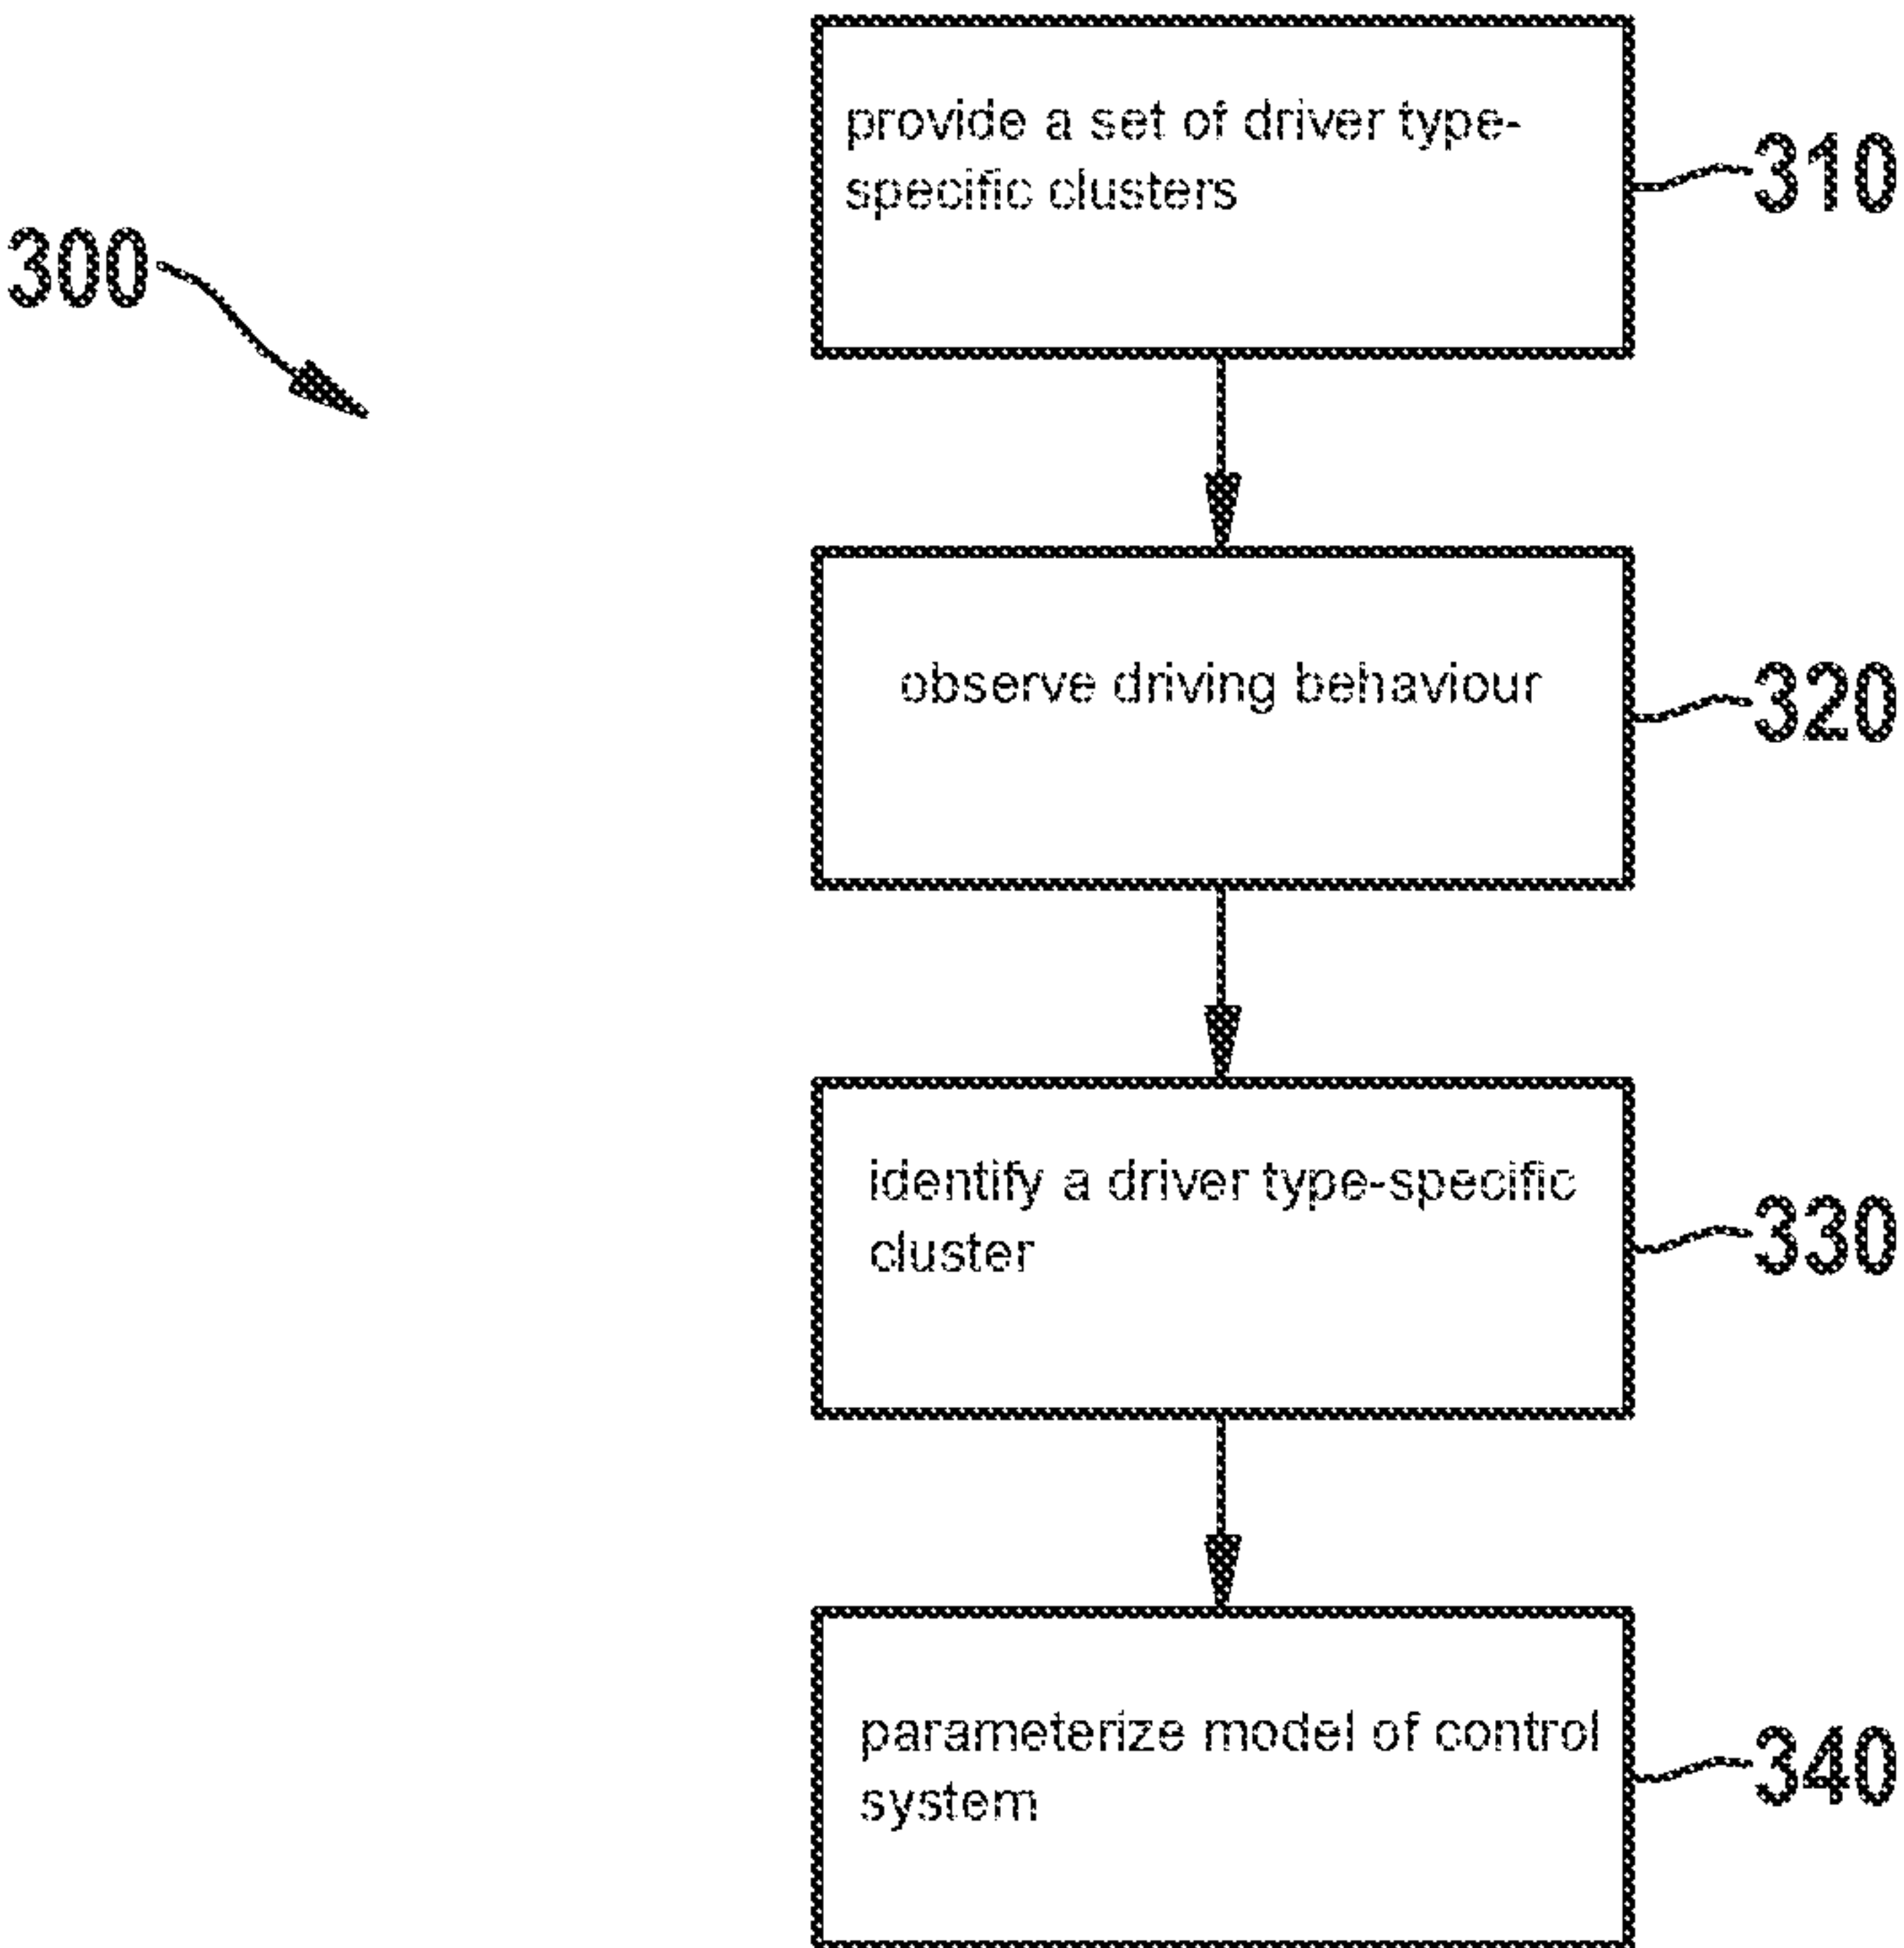 provide a set of driver type-
specific clusters
310
300
observe driving behaviour
320
identify a driver type-specific
cluster
330
parameterize model of control
system
340